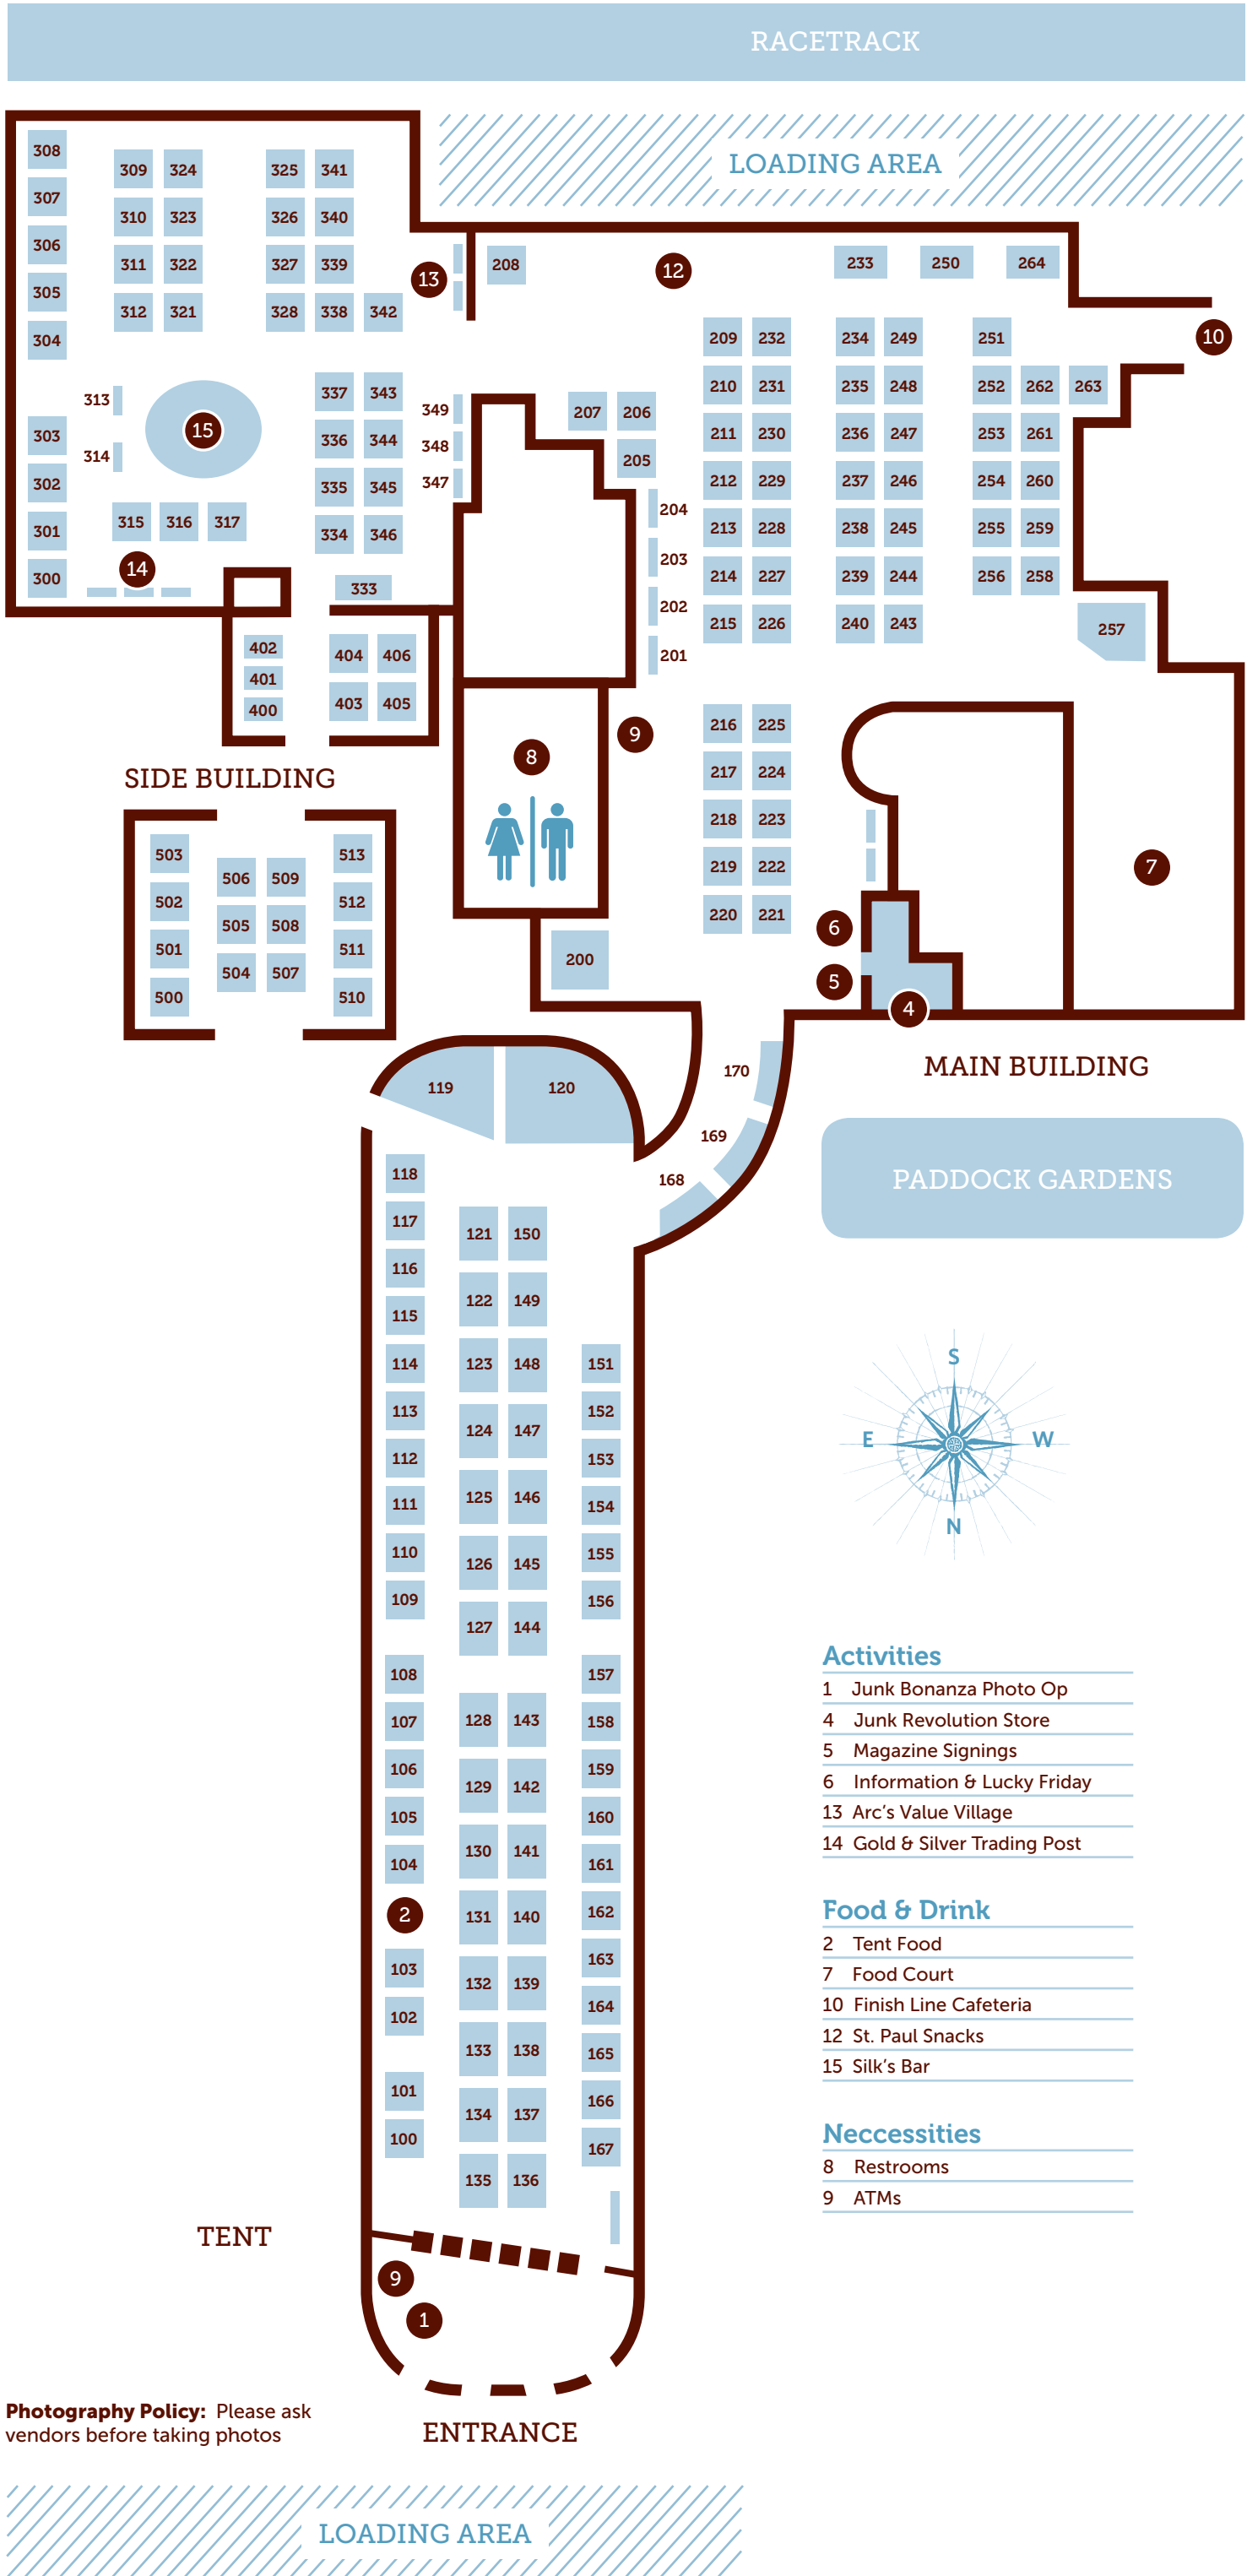 RACETRACK
LOADING AREA
308
309 324 325 341
307
310 323 326 340
306
311 322 327 339 13 208 12 233 250 264
305
312 321 328 338 342
304 209 232 234 249 251 10
313 337 343 349 207 206 210 231 235 248 252 262 263
303 15 336 344 348 205 211 230 236 247 253 261
314
302 335 345 347 212 229 237 246 254 260
204
301 315 316 317 334 346 213 228 238 245 255 259
203
300 14 333 214 227 239 244 256 258
202
215 226 240 243 257
402 404 406 201
401
400 403 405 216 225
8 9
SIDE BUILDING 217 224
503 513 218 223
506 509
502 512 219 222 7
505 508 220 221 6
501 511 200
504 507 5
500 510 4
MAIN BUILDING
119 120 170
169
118 168 PADDOCK GARDENS
117
121 150
116
122 149
115
114 123 148 151 S
113 124 147 152
E W
112 153
125 146
111 154
N
110 126 145 155
109 127 144 156
108 157
107 128 143 158
106 129 142 159
105 160
104 130 141 161
2 131 140 162
103 132 139 163
102 164
133 138 165
101 134 137 166
100 167
135 136
TENT
9
1
ENTRANCE
Activities
1 Junk Bonanza Photo Op
4 Junk Revolution Store
5 Magazine Signings
6 Information & Lucky Friday
13 Arc's Value Village
14 Gold & Silver Trading Post
Food & Drink
2 Tent Food
7 Food Court
10 Finish Line Cafeteria
12 St. Paul Snacks
15 Silk's Bar
Neccessities
8 Restrooms
9 ATMs
Photography Policy: Please ask
vendors before taking photos
LOADING AREA